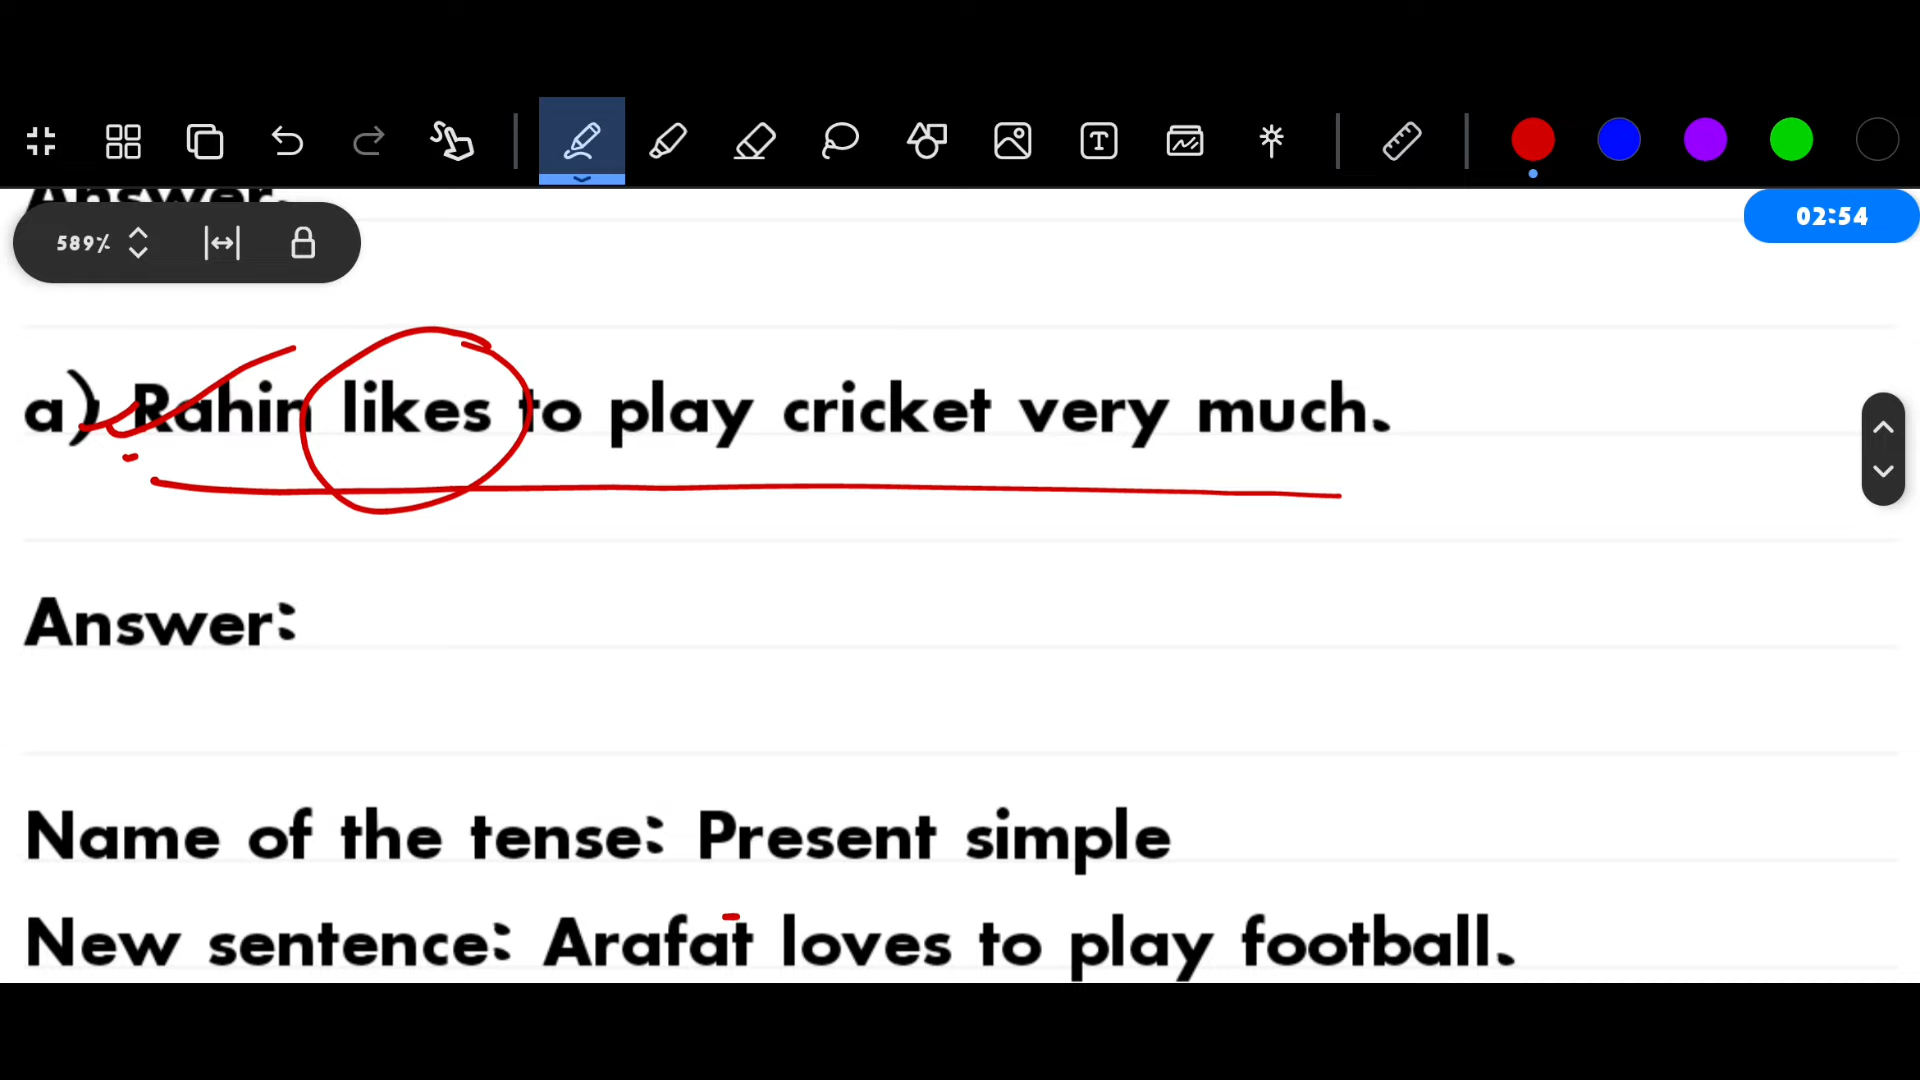 Answer:
589%
02:54
a) Rahin likes to play cricket very much.
Answer:
Name of the tense: Present simple
New sentence: Arafat loves to play football.